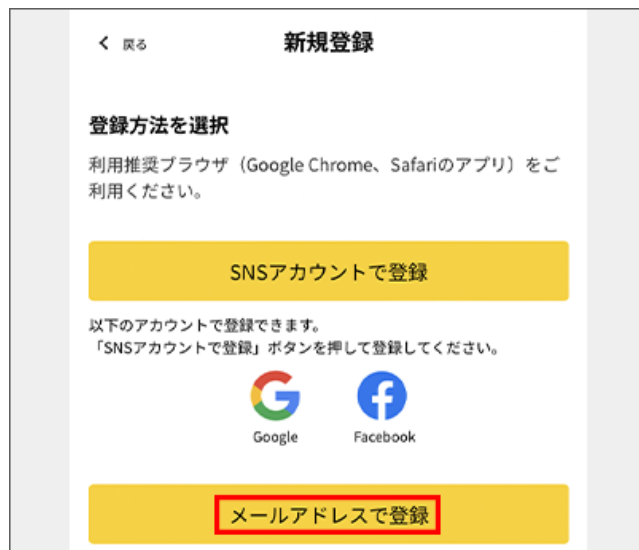 戻る 新規登録
登録方法を選択
利用推奨ブラウザ（Google Chrome、Safariのアプリ）をご
利用ください。
SNSアカウントで登録
以下のアカウントで登録できます。
「SNSアカウントで登録」ボタンを押して登録してください。
Google Facebook
メールアドレスで登録